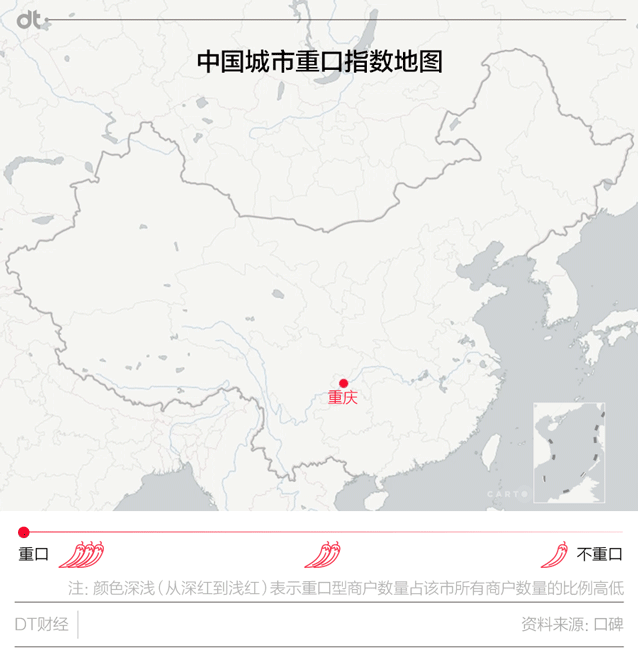 dt
中国城市重口指数地图
重庆
CARTO
重口
不重口
注：颜色深浅（从深红到浅红）表示重口型商户数量占该市所有商户数量的比例高低
DT财经
资料来源：口碑